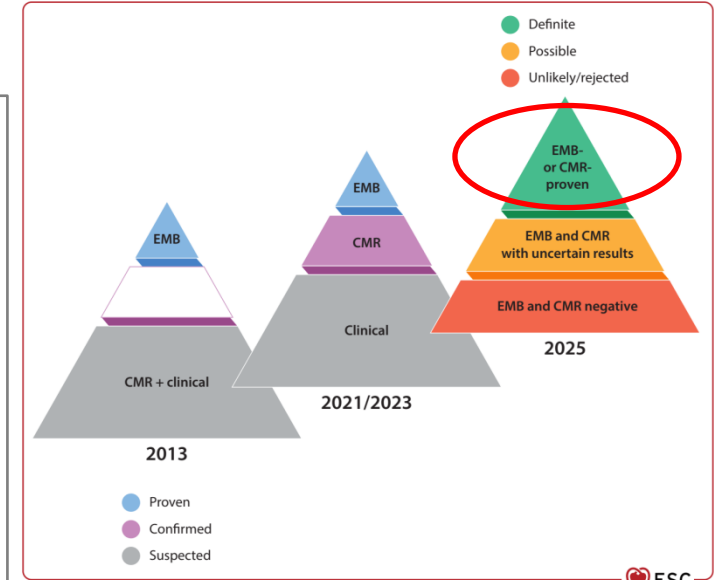 Definite
Possible
Unlikely/rejected
EMB-
or CMR-
proven
EMB and CMR
with uncertain results
EMB and CMR negative
2025
EMB
CMR
Clinical
2021/2023
EMB
CMR + clinical
2013
Proven
Confirmed
Suspected
ESC